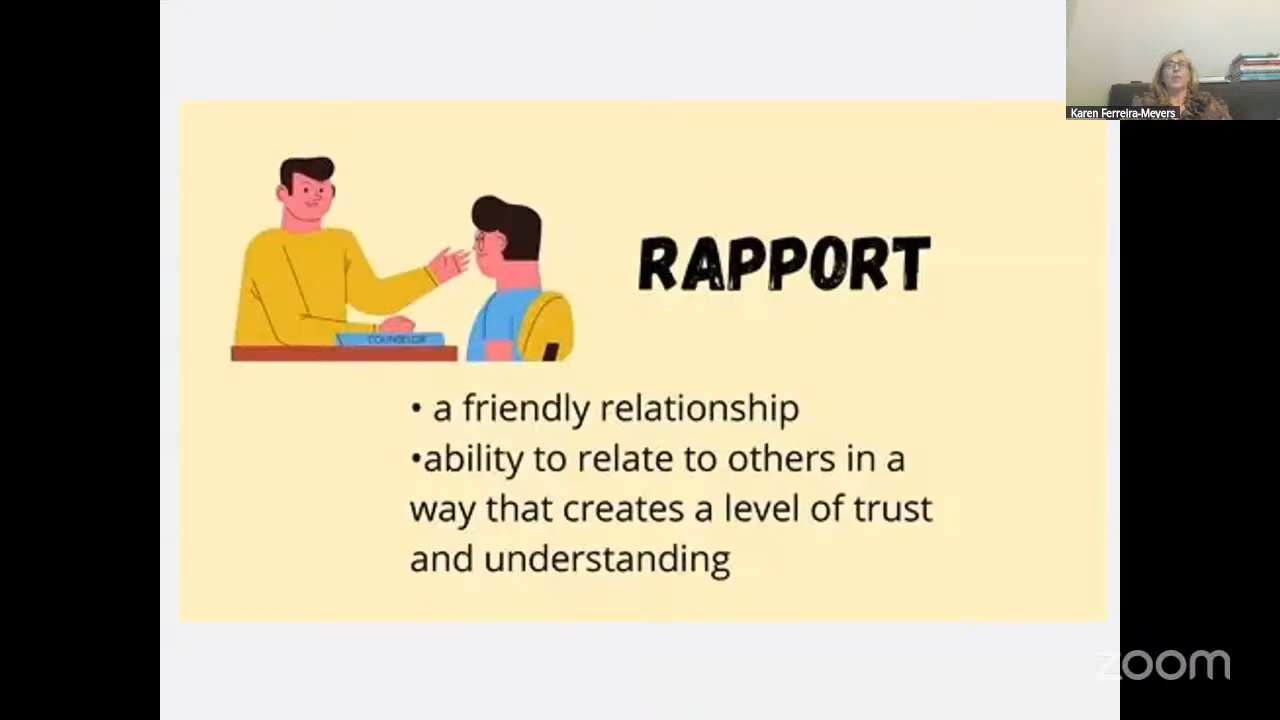 Karen Ferreira-Meyers
RAPPORT
COUNSELOR
• a friendly relationship
•ability to relate to others in a
way that creates a level of trust
and understanding
zoom